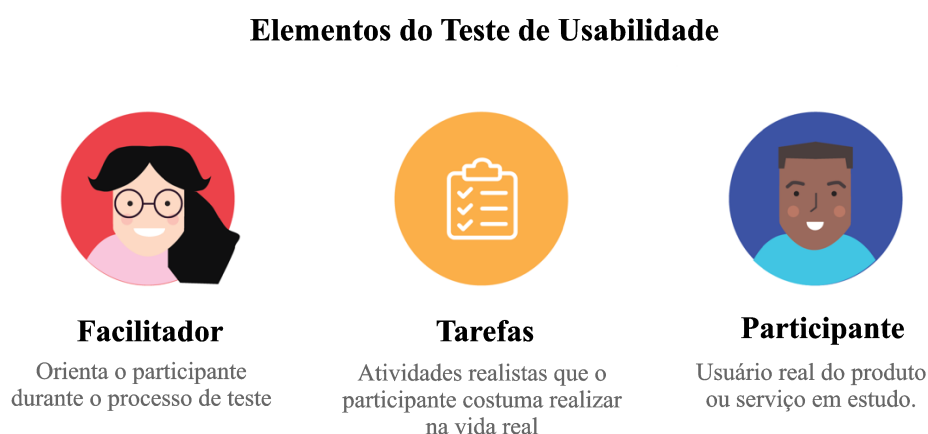 Elementos do Teste de Usabilidade
Facilitador
Orienta o participante
durante o processo de teste
Tarefas
Atividades realistas que o
participante costuma realizar
na vida real
Participante
Usuário real do produto
ou serviço em estudo.